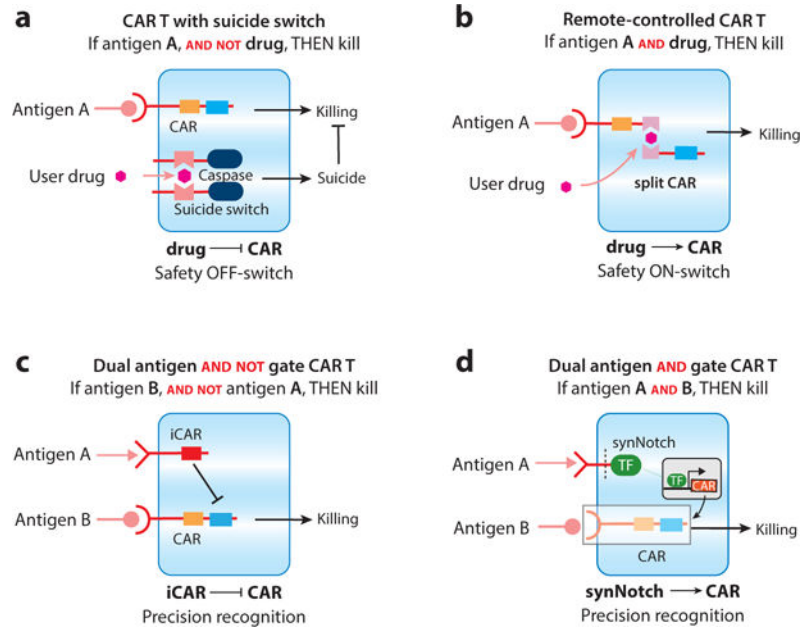 a
CAR T with suicide switch
If antigen A, AND NOT drug, THEN kill
Antigen A
CAR
Killing
User drug
Caspase
Suicide
Suicide switch
drug CAR
Safety OFF-switch
b
Remote-controlled CAR T
If antigen A AND drug, THEN kill
Antigen A
Killing
User drug
split CAR
drug CAR
Safety ON-switch
c
Dual antigen AND NOT gate CAR T
If antigen B, AND NOT antigen A, THEN kill
iCAR
Antigen A
Antigen B
Killing
CAR
iCAR CAR
Precision recognition
d
Dual antigen AND gate CAR T
If antigen A AND B, THEN kill
synNotch
Antigen A
TF
TF
CAR
Antigen B
Killing
CAR
synNotch CAR
Precision recognition